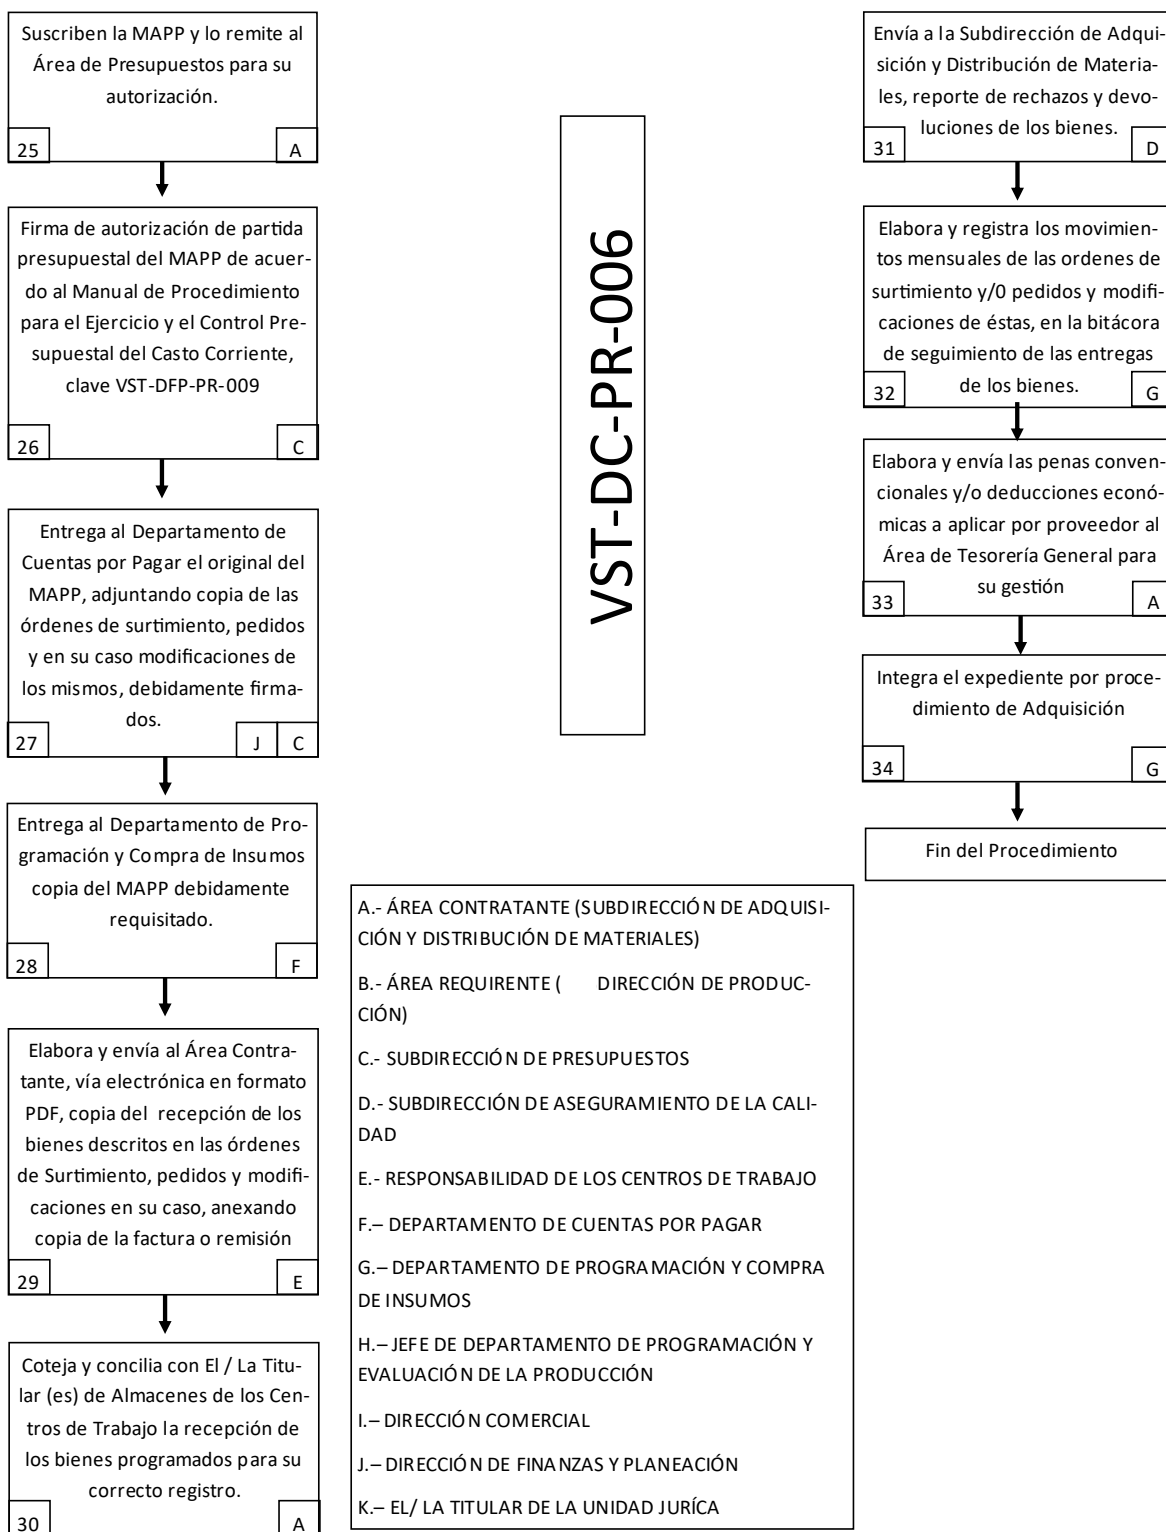 Suscriben la MAPP y lo remite al
Área de Presupuestos para su
autorización.
25
A
Firma de autorización de partida
presupuestal del MAPP de acuer-
do al Manual de Procedimiento
para el Ejercicio y el Control Pre-
supuestal del Casto Corriente,
clave VST-DFP-PR-009
26
C
Entrega al Departamento de
Cuentas por Pagar el original del
MAPP, adjuntando copia de las
órdenes de surtimiento, pedidos
y en su caso modificaciones de
los mismos, debidamente firma-
dos.
27
J
C
Entrega al Departamento de Pro-
gramación y Compra de Insumos
copia del MAPP debidamente
requisitado.
28
F
Elabora y envía al Área Contra-
tante, vía electrónica en formato
PDF, copia del recepción de los
bienes descritos en las órdenes
de Surtimiento, pedidos y modifi-
caciones en su caso, anexando
copia de la factura o remisión
29
E
Coteja y concilia con El / La Titu-
lar (es) de Almacenes de los Cen-
tros de Trabajo la recepción de
los bienes programados para su
correcto registro.
30
A
VST-DC-PR-006
A.- ÁREA CONTRATANTE (SUBDIRECCIÓN DE ADQUISI-
CIÓN Y DISTRIBUCIÓN DE MATERIALES)
B.- ÁREA REQUIRENTE ( DIRECCIÓN DE PRODUC-
CIÓN)
C.- SUBDIRECCIÓN DE PRESUPUESTOS
D.- SUBDIRECCIÓN DE ASEGURAMIENTO DE LA CALI-
DAD
E.- RESPONSABILIDAD DE LOS CENTROS DE TRABAJO
F.– DEPARTAMENTO DE CUENTAS POR PAGAR
G.– DEPARTAMENTO DE PROGRAMACIÓN Y COMPRA
DE INSUMOS
H.– JEFE DE DEPARTAMENTO DE PROGRAMACIÓN Y
EVALUACIÓN DE LA PRODUCCIÓN
I.– DIRECCIÓN COMERCIAL
J.– DIRECCIÓN DE FINANZAS Y PLANEACIÓN
K.– EL/ LA TITULAR DE LA UNIDAD JURÍCA
Envía a la Subdirección de Adqui-
sición y Distribución de Materia-
les, reporte de rechazos y devo-
luciones de los bienes.
31
D
Elabora y registra los movimien-
tos mensuales de las ordenes de
surtimiento y/0 pedidos y modifi-
caciones de éstas, en la bitácora
de seguimiento de las entregas
de los bienes.
32
G
Elabora y envía las penas conven-
cionales y/o deducciones econó-
micas a aplicar por proveedor al
Área de Tesorería General para
su gestión
33
A
Integra el expediente por proce-
dimiento de Adquisición
34
G
Fin del Procedimiento